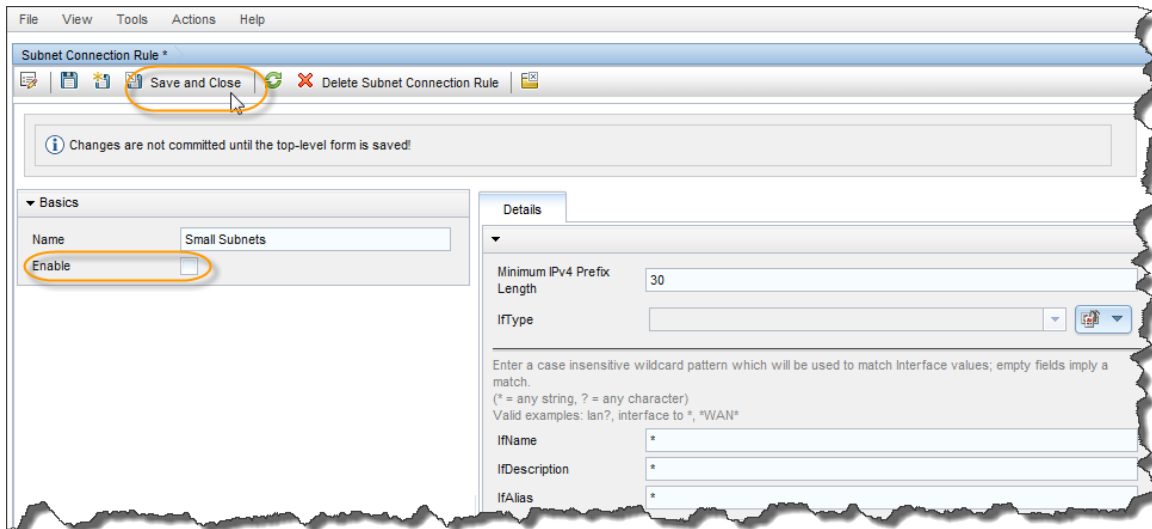 File View Tools Actions Help
Subnet Connection Rule *
Save and Close Delete Subnet Connection Rule
Changes are not committed until the top-level form is saved!
Basics
Name Small Subnets
Enable
Details
Minimum IPv4 Prefix
Length
30
IfType
Enter a case insensitive wildcard pattern which will be used to match Interface values; empty fields imply a
match.
(* = any string, ? = any character)
Valid examples: lan?, interface to *, *WAN*
IfName *
IfDescription *
IfAlias *